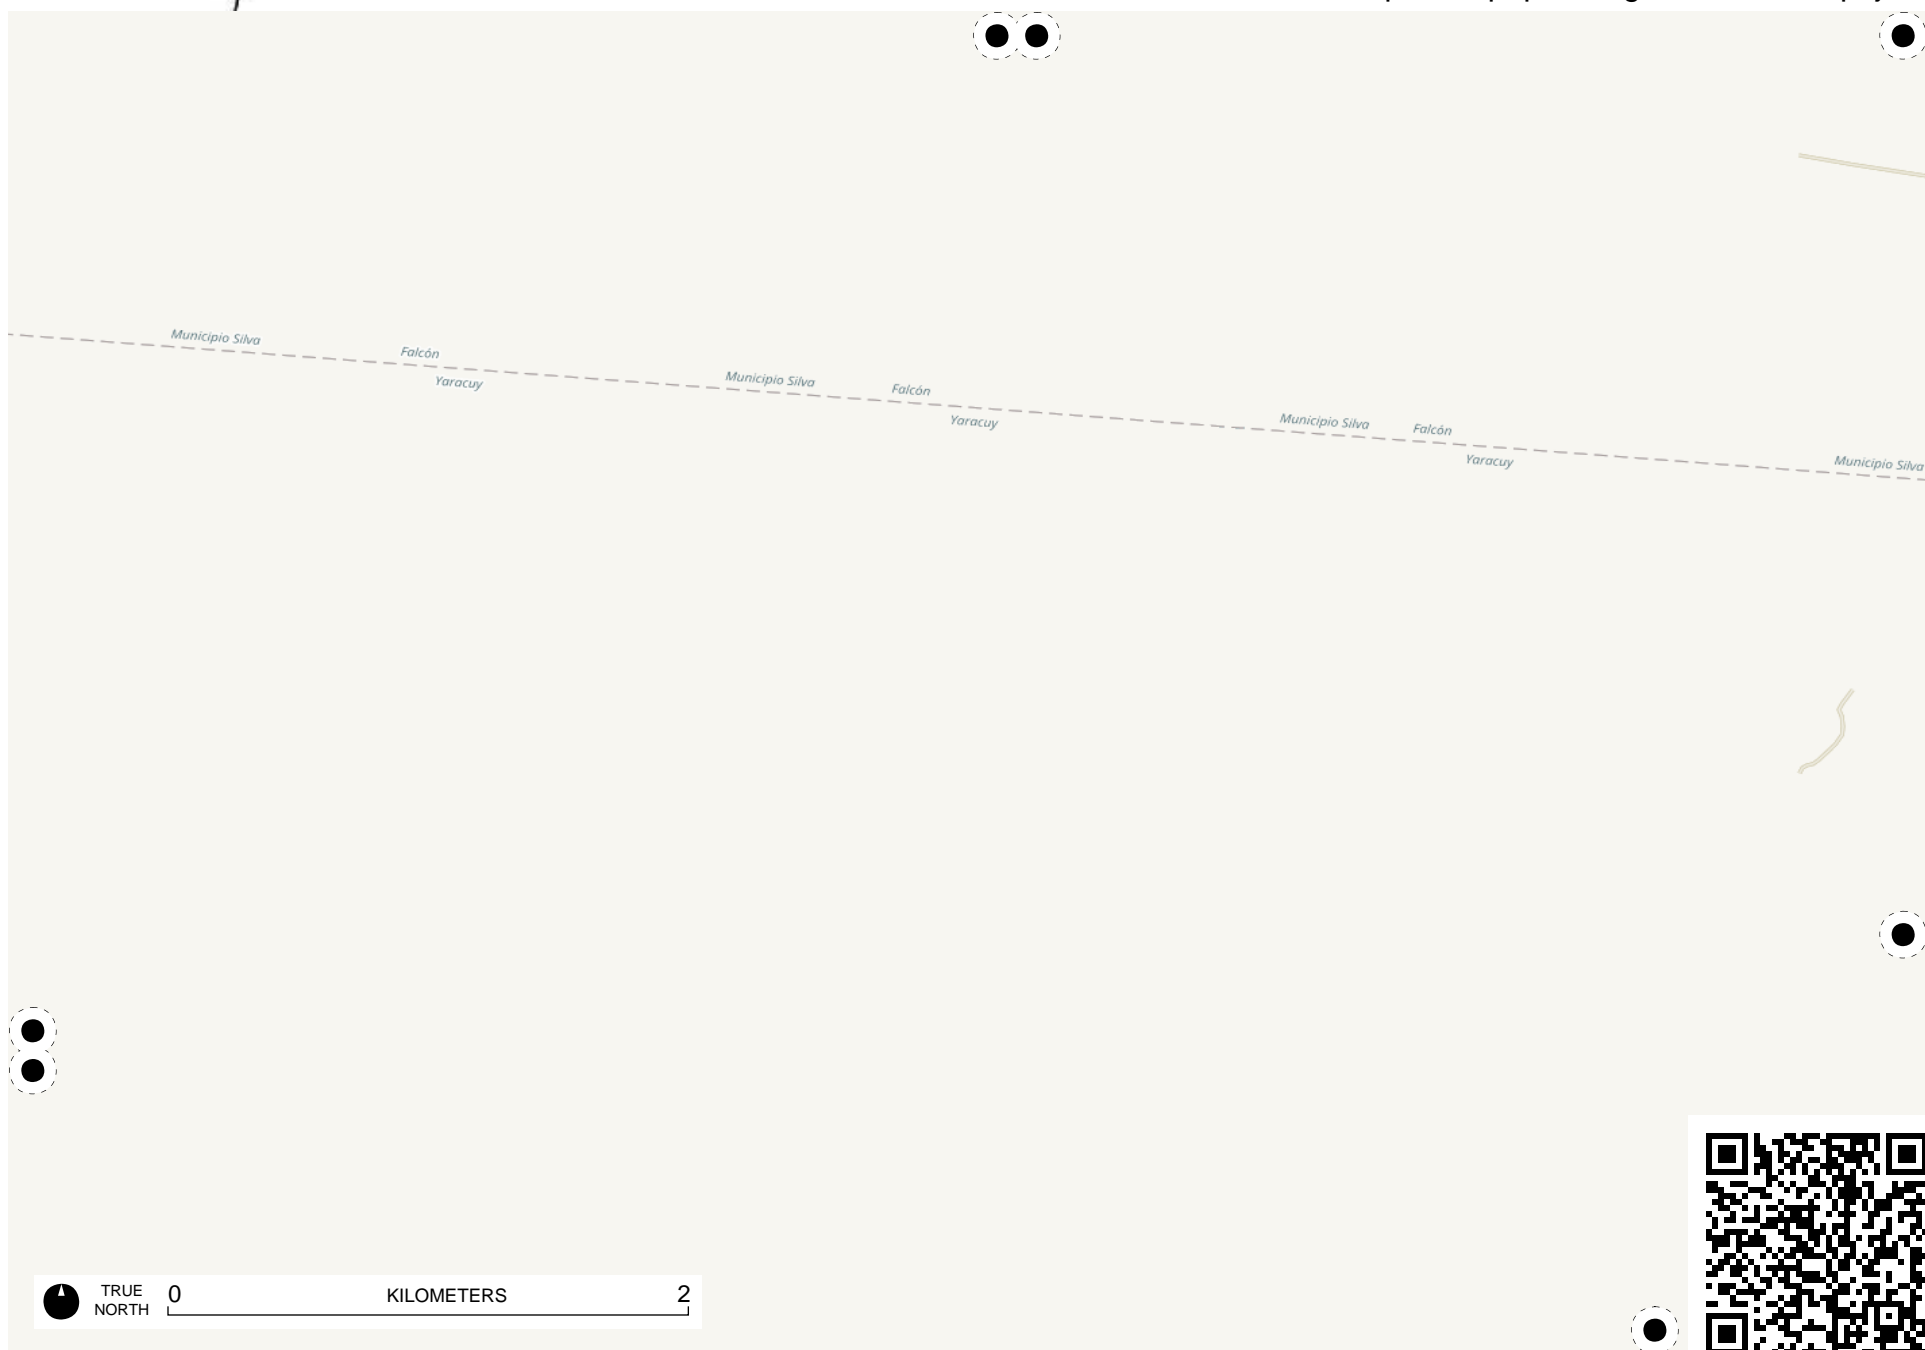 Municipio Silva
Falcón
Yaracuy
Municipio Silva
Falcón
Yaracuy
Municipio Silva
Falcón
Yaracuy
Municipio Silva
TRUE
NORTH
0
KILOMETERS
2